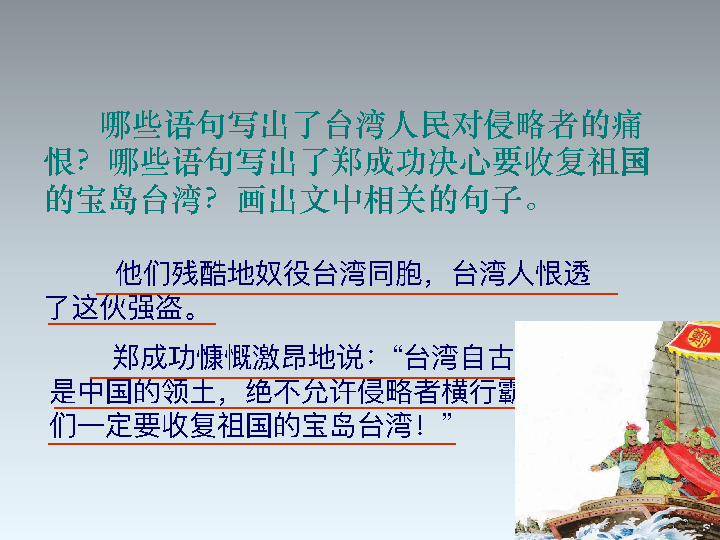 哪些语句写出了台湾人民对侵略者的痛
恨？哪些语句写出了郑成功决心要收复祖国
的宝岛台湾？画出文中相关的句子。
他们残酷地奴役台湾同胞，台湾人恨透
了这伙强盗。
郑成功慷慨激昂地说：“台湾自古
是中国的领土，绝不允许侵略者横行霸
们一定要收复祖国的宝岛台湾！”
鄭